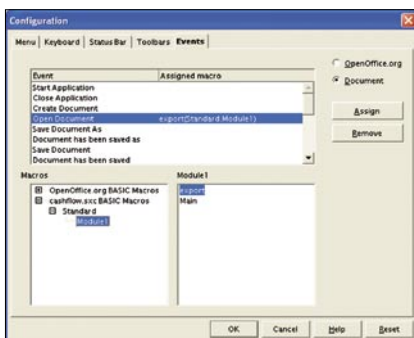 Configuration
Menu Keyboard Status Bar Toolbars Events
Event Assigned macro
Start Application
Close Application
Create Document
Open Document export(Standard.Module1)
Save Document As
Document has been saved as
Save Document
Document has been saved
OpenOffice.org
Document
Assign
Remove
Macros
OpenOffice.org BASIC Macros
cashflow.sxc BASIC Macros
Standard
Module1
Module1
export
Main
OK Cancel Help Reset